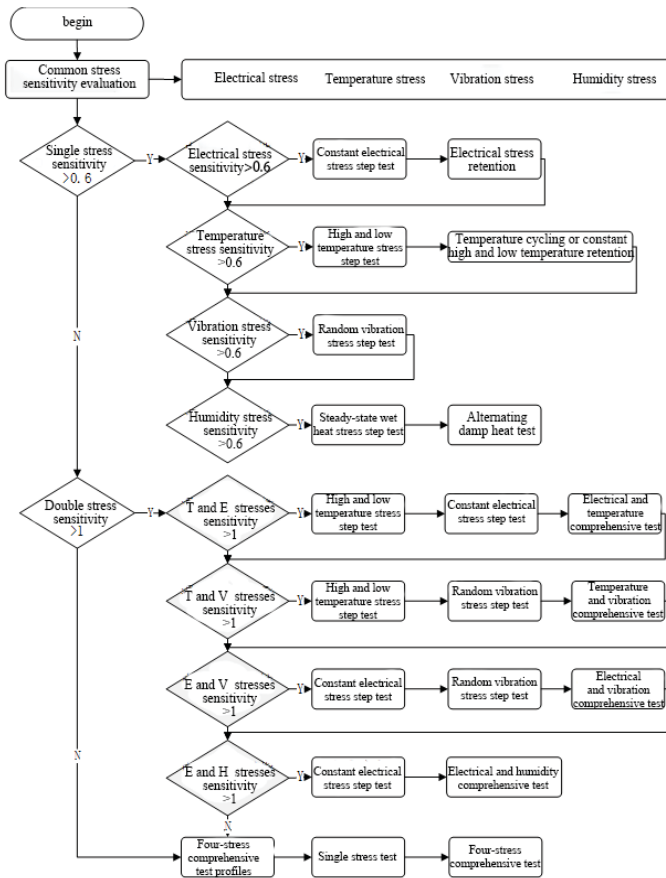 begin
Common stress
sensitivity evaluation
Electrical stress
Temperature stress
Vibration stress
Humidity stress
Single stress
sensitivity
>0. 6
Y
Electrical stress
sensitivity>0.6
Y
Constant electrical
stress step test
Electrical stress
retention
Temperature
stress sensitivity
>0.6
Y
High and low
temperature stress
step test
Temperature cycling or constant
high and low temperature retention
Vibration stress
sensitivity
>0.6
Y
Random vibration
stress step test
N
Humidity stress
sensitivity
>0.6
Y
Steady-state wet
heat stress step test
Alternating
damp heat test
Double stress
sensitivity
>1
Y
T and E stresses
sensitivity
>1
Y
High and low
temperature stress
step test
Constant electrical
stress step test
Electrical and
temperature
comprehensive test
T and V stresses
sensitivity
>1
Y
High and low
temperature stress
step test
Random vibration
stress step test
Temperature
and vibration
comprehensive test
E and V stresses
sensitivity
>1
Y
Constant electrical
stress step test
Random vibration
stress step test
Electrical
and vibration
comprehensive test
N
E and H stresses
sensitivity
>1
Y
Constant electrical
stress step test
Electrical and humidity
comprehensive test
N
Four-stress
comprehensive
test profiles
Single stress test
Four-stress
comprehensive test